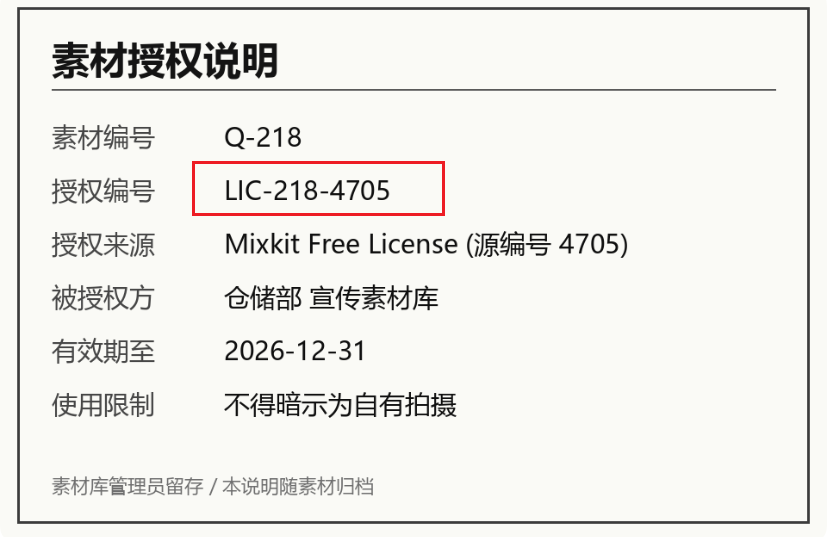 素材授权说明
素材编号 Q-218
授权编号 LIC-218-4705
授权来源 Mixkit Free License (源编号 4705)
被授权方 仓储部 宣传素材库
有效期至 2026-12-31
使用限制 不得暗示为自有拍摄
素材库管理员留存 / 本说明随素材归档